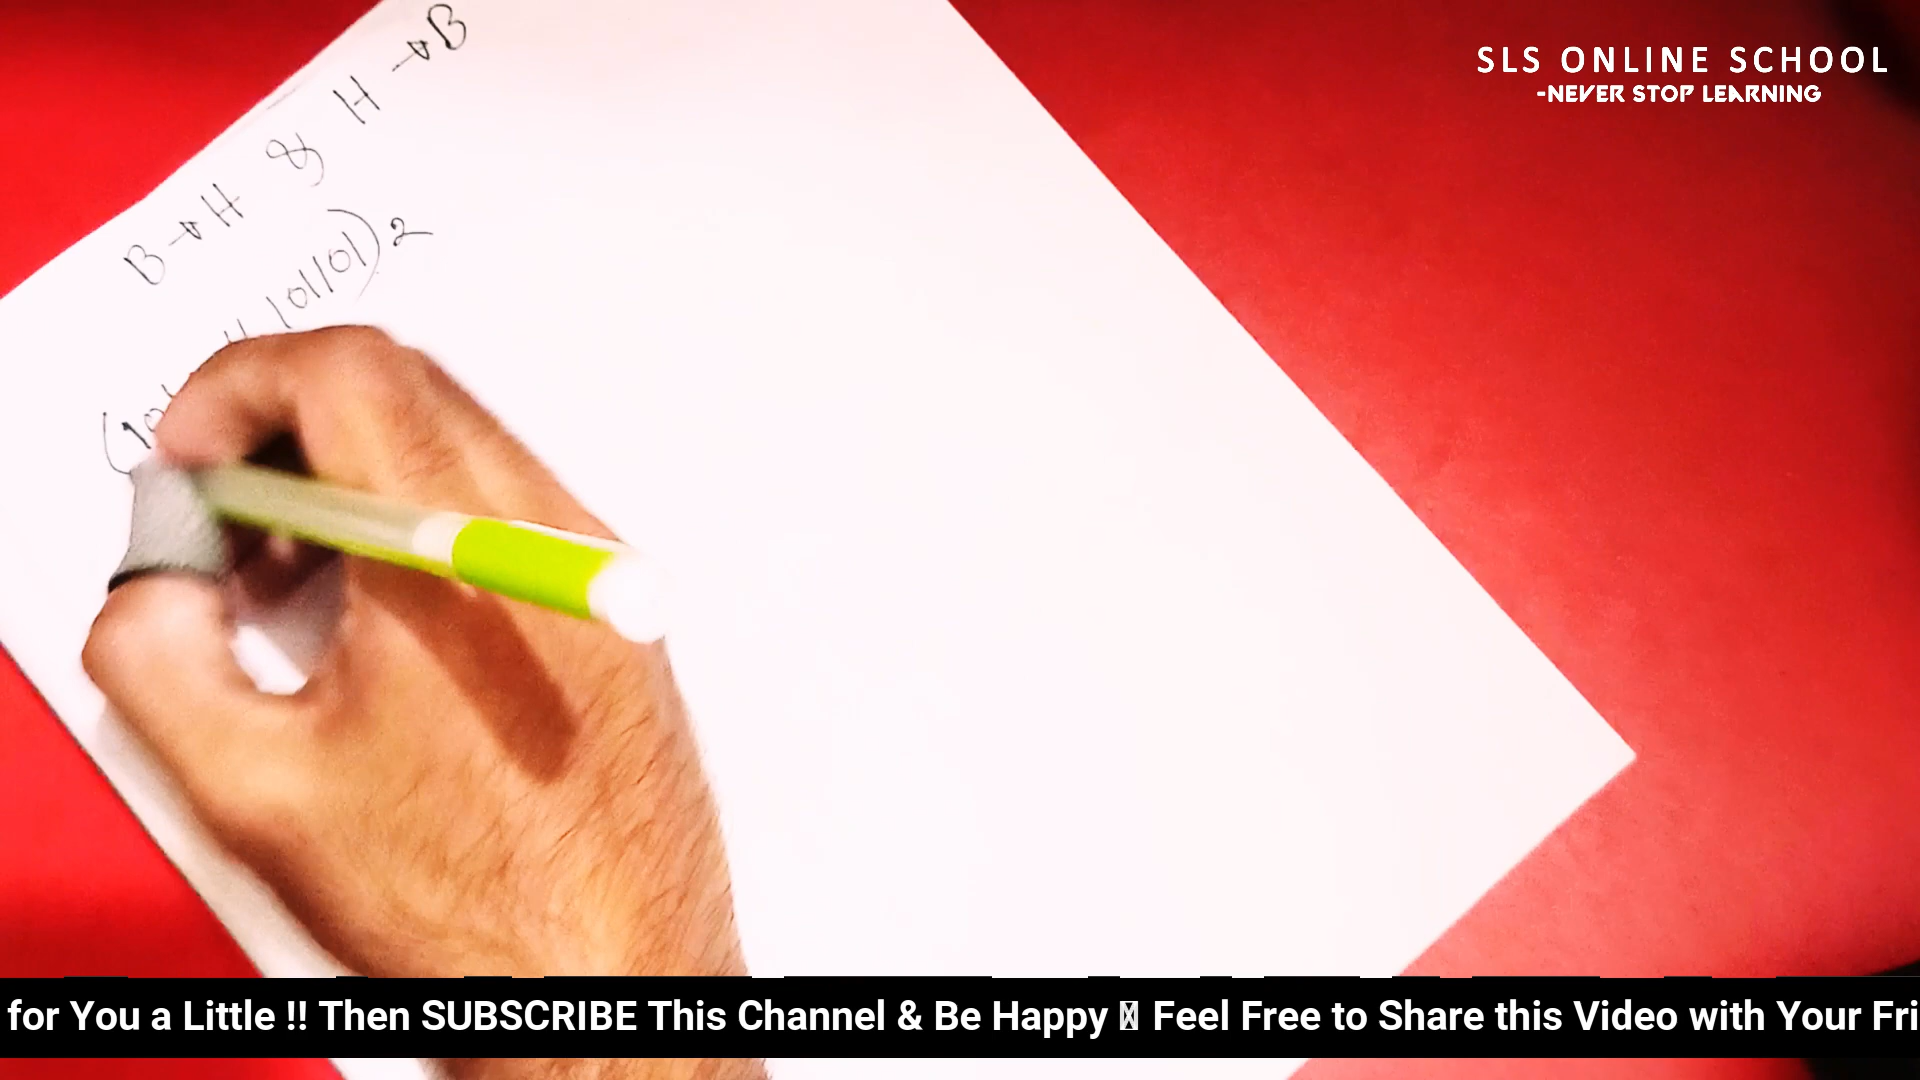 SLS ONLINE SCHOOL
-NEVER STOP LEARNING
B→H & H→B
101101)2
for You a Little !! Then SUBSCRIBE This Channel & Be Happy Feel Free to Share this Video with Your Fri